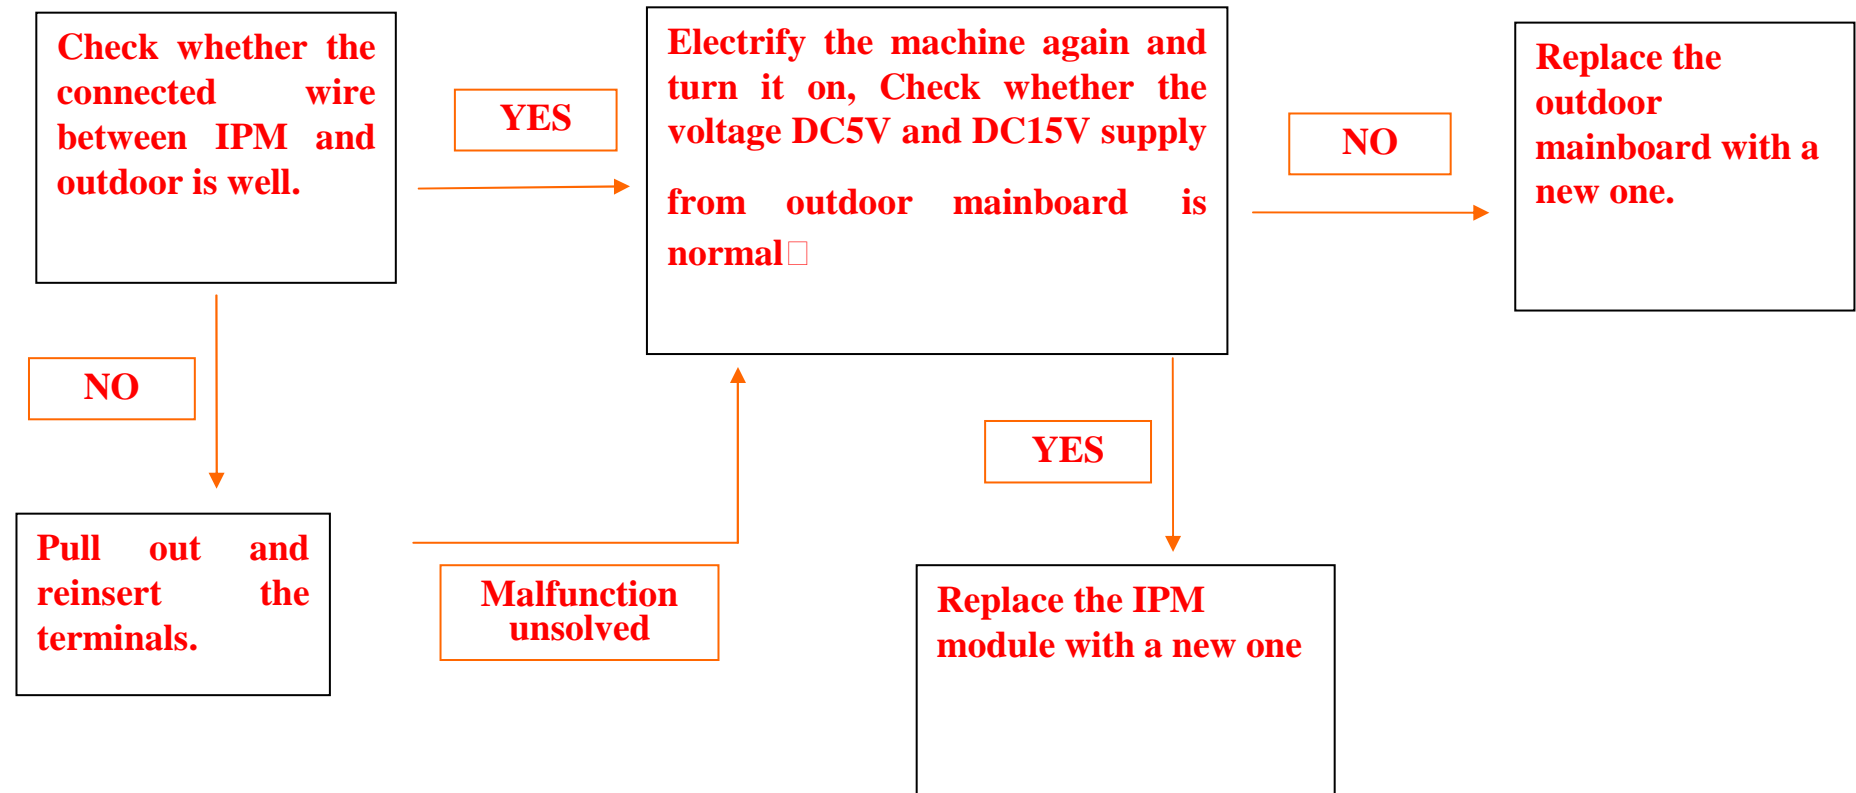 Check whether the
connected wire
between IPM and
outdoor is well.
YES
Electrify the machine again and
turn it on, Check whether the
voltage DC5V and DC15V supply
from outdoor mainboard is
normal□
NO
Replace the
outdoor
mainboard with a
new one.
NO
YES
Pull out and
reinsert the
terminals.
Malfunction
unsolved
Replace the IPM
module with a new one